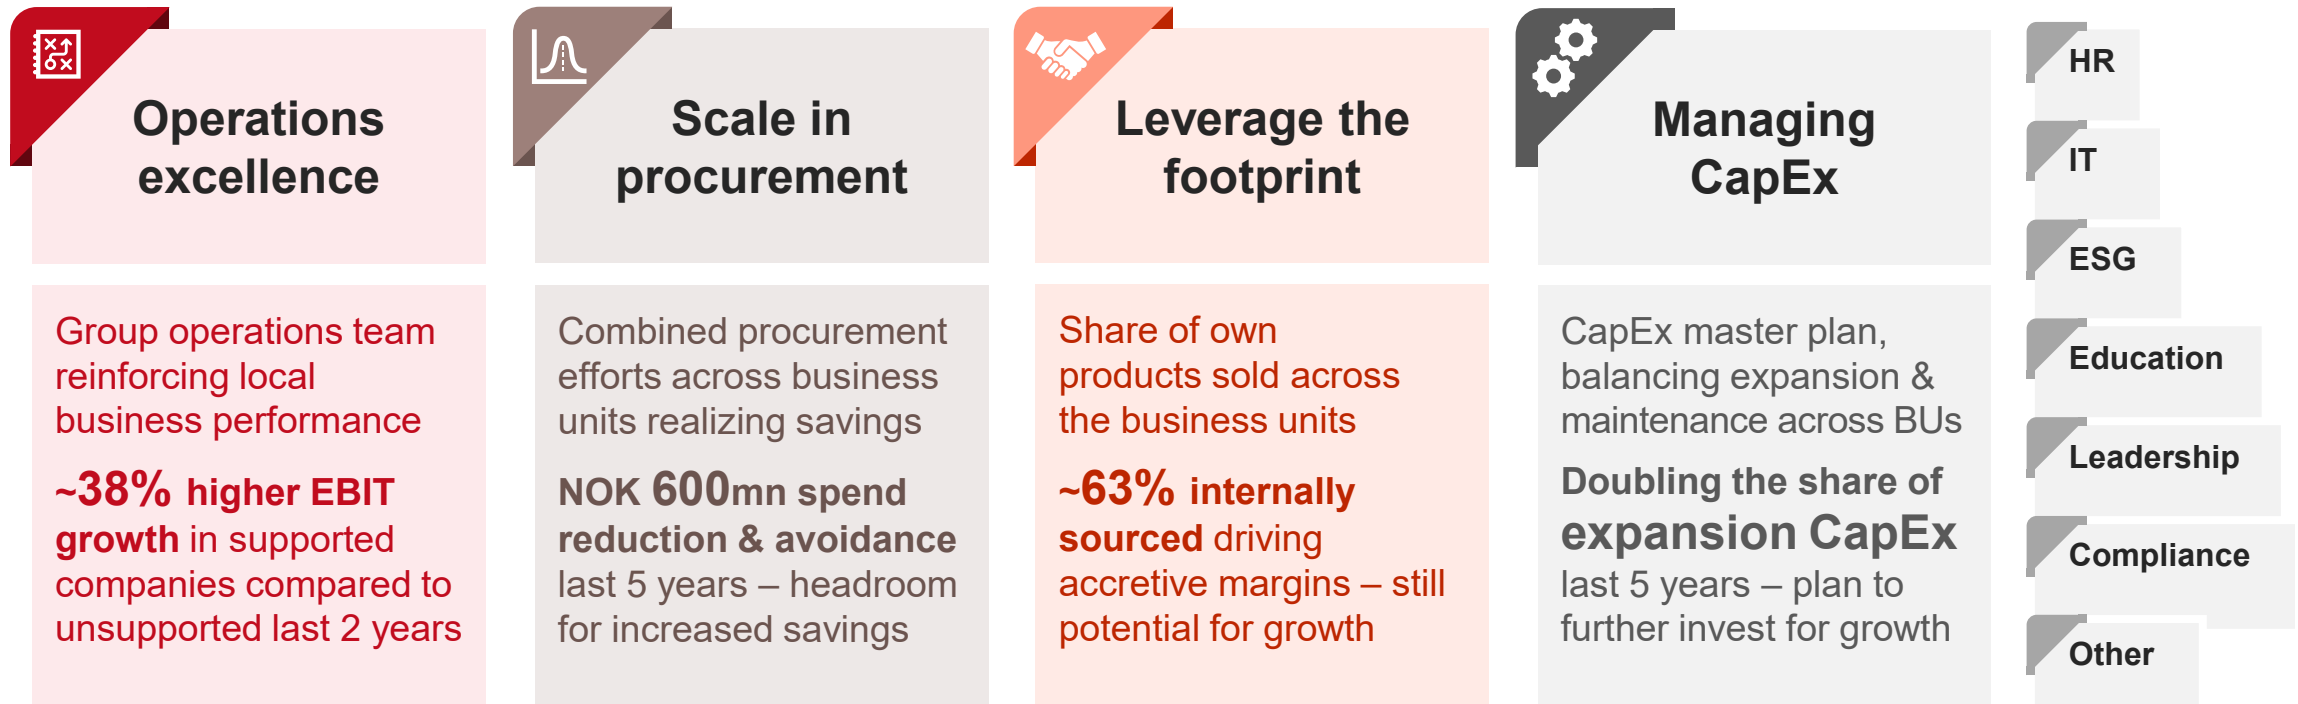 Operations
excellence
Group operations team
reinforcing local
business performance
~38% higher EBIT
growth in supported
companies compared to
unsupported last 2 years
Scale in
procurement
Combined procurement
efforts across business
units realizing savings
NOK 600mn spend
reduction & avoidance
last 5 years – headroom
for increased savings
Leverage the
footprint
Share of own
products sold across
the business units
~63% internally
sourced driving
accretive margins – still
potential for growth
Managing
CapEx
CapEx master plan,
balancing expansion &
maintenance across BUs
Doubling the share of
expansion CapEx
last 5 years – plan to
further invest for growth
HR
IT
ESG
Education
Leadership
Compliance
Other